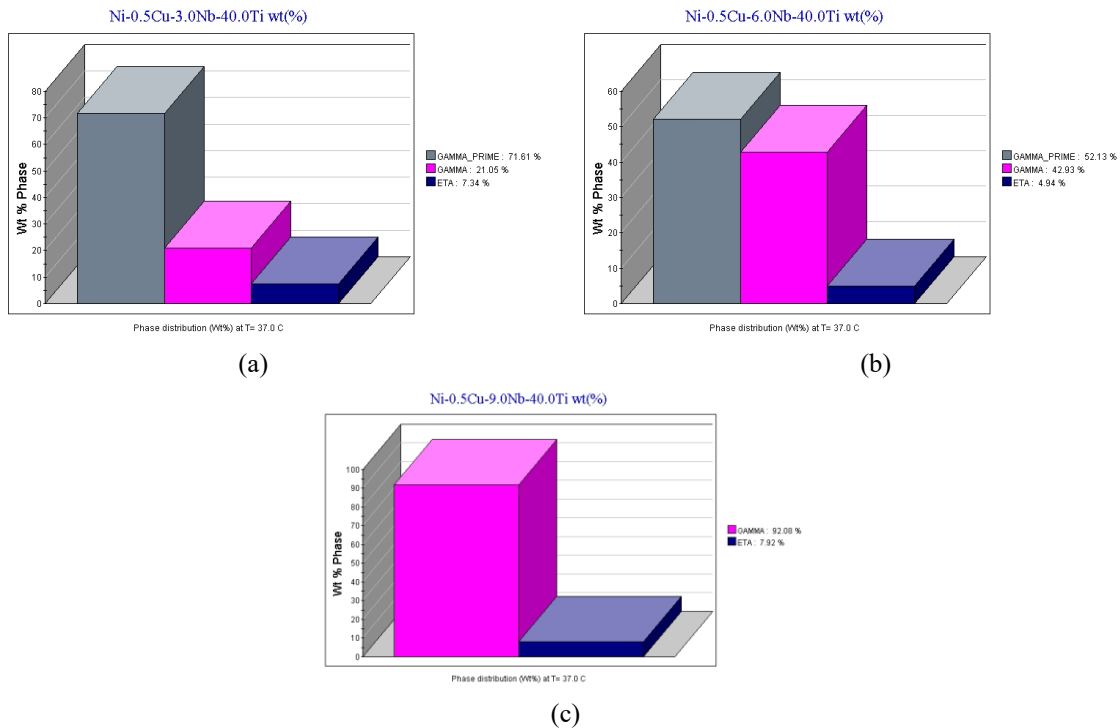 Ni-0.5Cu-3.0Nb-40.0Ti wt(%)
Wt % Phase
80
70
60
50
40
30
20
10
0
GAMMA_PRIME : 71.61 %
GAMMA : 21.05 %
ETA : 7.34 %
Phase distribution (Wt%) at T= 37.0 C
(a)
Ni-0.5Cu-6.0Nb-40.0Ti wt(%)
Wt % Phase
60
50
40
30
20
10
0
GAMMA_PRIME : 52.13 %
GAMMA : 42.93 %
ETA : 4.94 %
Phase distribution (Wt%) at T= 37.0 C
(b)
Ni-0.5Cu-9.0Nb-40.0Ti wt(%)
Wt % Phase
100
90
80
70
60
50
40
30
20
10
0
GAMMA : 92.08 %
ETA : 7.92 %
Phase distribution (Wt%) at T= 37.0 C
(c)